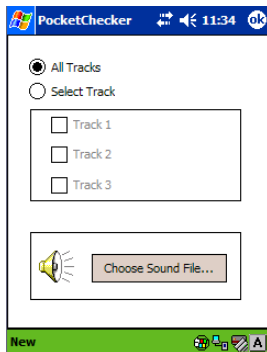 PocketChecker 11:34 ok
All Tracks
Select Track
Track 1
Track 2
Track 3
Choose Sound File...
New A